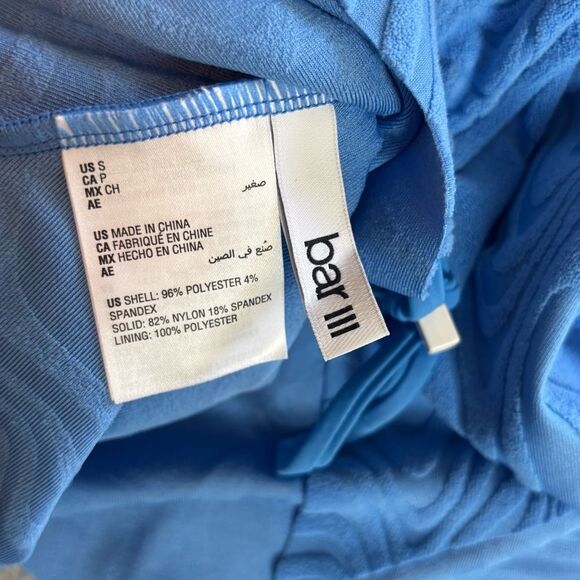 US S
CA P
MX CH
AE صغير
US MADE IN CHINA
CA FABRIQUÉ EN CHINE
MX HECHO EN CHINA
AE صُنع في الصين
US SHELL: 96% POLYESTER 4%
SPANDEX
SOLID: 82% NYLON 18% SPANDEX
LINING: 100% POLYESTER
bar III